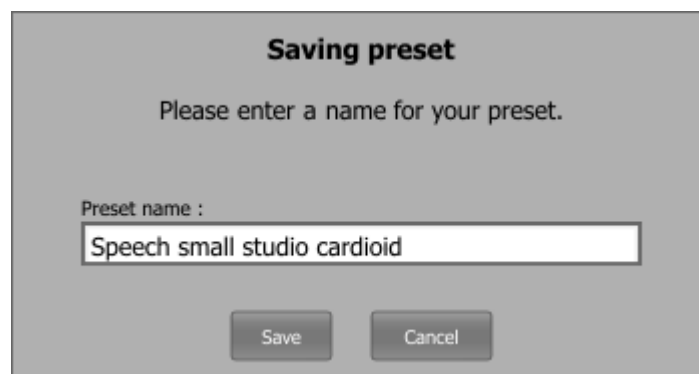 Saving preset
Please enter a name for your preset.
Preset name :
Speech small studio cardioid
Save Cancel